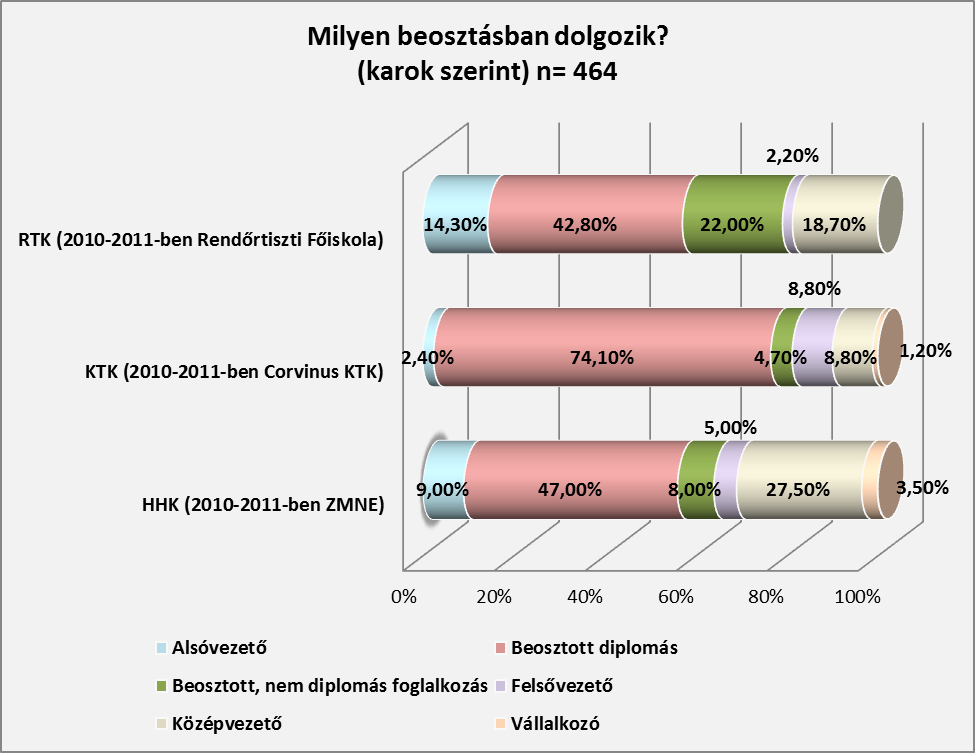 Milyen beosztásban dolgozik?
(karok szerint) n= 464
2,20%
RTK (2010-2011-ben Rendőrtiszti Főiskola)
14,30% 42,80% 22,00% 18,70%
8,80%
KTK (2010-2011-ben Corvinus KTK)
2,40% 74,10% 4,70% 8,80% 1,20%
5,00%
HHK (2010-2011-ben ZMNE)
9,00% 47,00% 8,00% 27,50% 3,50%
0% 20% 40% 60% 80% 100%
Alsóvezető Beosztott diplomás
Beosztott, nem diplomás foglalkozás Felsővezető
Középvezető Vállalkozó